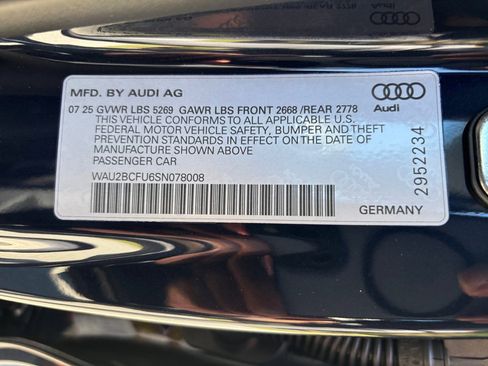 MFD. BY AUDI AG
Audi
07 25 GVWR LBS 5269 GAWR LBS FRONT 2668 /REAR 2778
THIS VEHICLE CONFORMS TO ALL APPLICABLE U.S.
FEDERAL MOTOR VEHICLE SAFETY, BUMPER AND THEFT
PREVENTION STANDARDS IN EFFECT ON THE DATE OF
MANUFACTURE SHOWN ABOVE
PASSENGER CAR
WAU2BCFU6SN078008
2952234
GERMANY